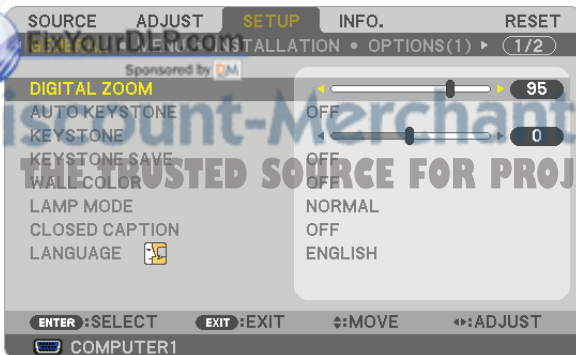 SOURCE ADJUST SETUP INFO. RESET
GENERAL • MENU • INSTALLATION • OPTIONS(1) ▶ 1/2
FixYourDLP.com
Sponsored by DM
DIGITAL ZOOM 95
AUTO KEYSTONE OFF
iscount-Merchant
KEYSTONE 0
KEYSTONE SAVE OFF
THE TRUSTED SOURCE FOR PROJ
WALL COLOR OFF
LAMP MODE NORMAL
CLOSED CAPTION OFF
LANGUAGE ENGLISH
ENTER:SELECT EXIT:EXIT :MOVE :ADJUST
COMPUTER1